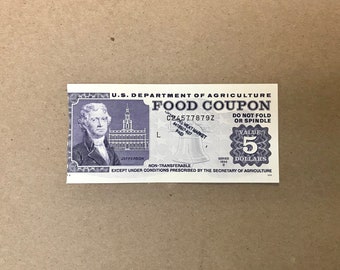 U.S. DEPARTMENT OF AGRICULTURE
FOOD COUPON
DO NOT FOLD
OR SPINDLE
L
VALUE
5
DOLLARS
JEFFERSON
SERIES
NON-TRANSFERABLE
EXCEPT UNDER CONDITIONS PRESCRIBED BY THE SECRETARY OF AGRICULTURE